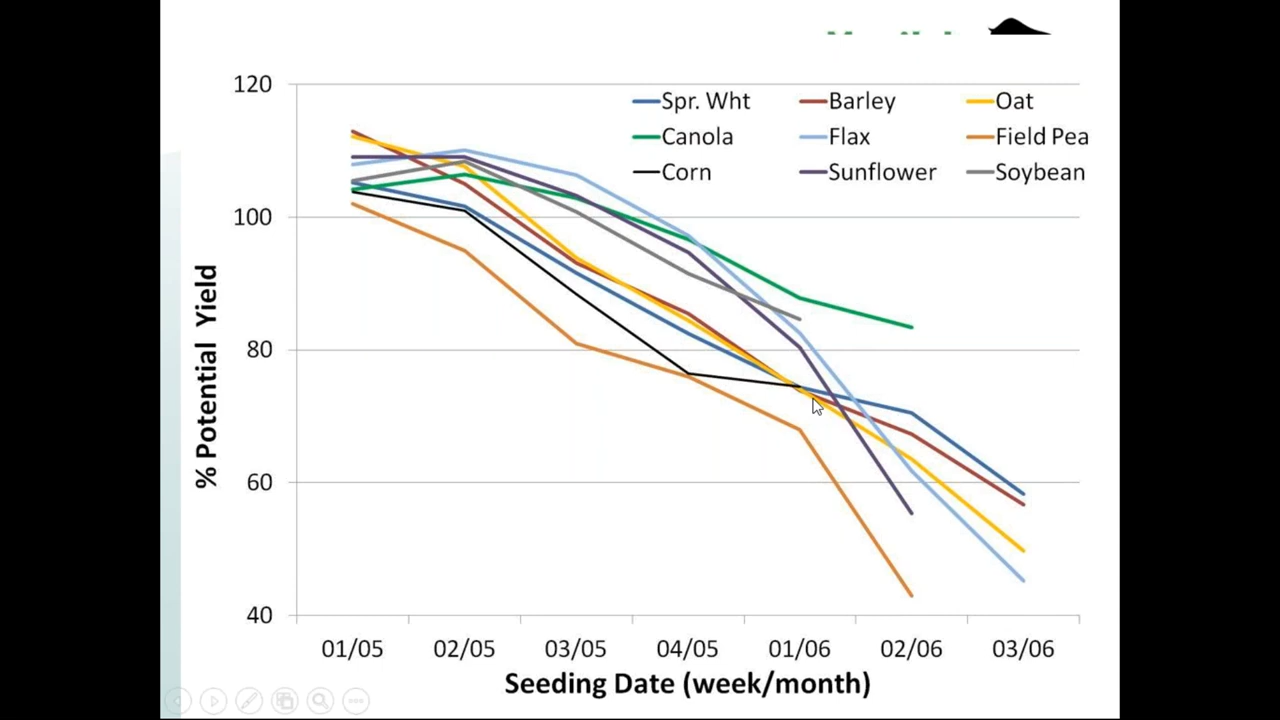 120
Spr. Wht Barley Oat
Canola Flax Field Pea
Corn Sunflower Soybean
100
80
60
40
% Potential Yield
01/05 02/05 03/05 04/05 01/06 02/06 03/06
Seeding Date (week/month)